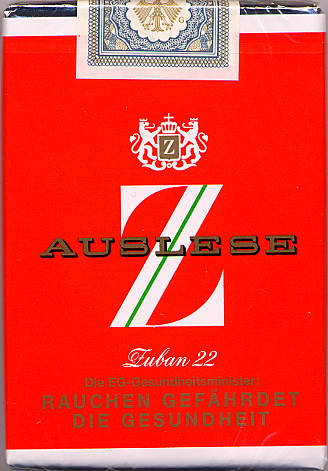 Z
Z
AUSLESE
Zuban 22
Die EG-Gesundheitsminister:
RAUCHEN GEFÄHRDET
DIE GESUNDHEIT